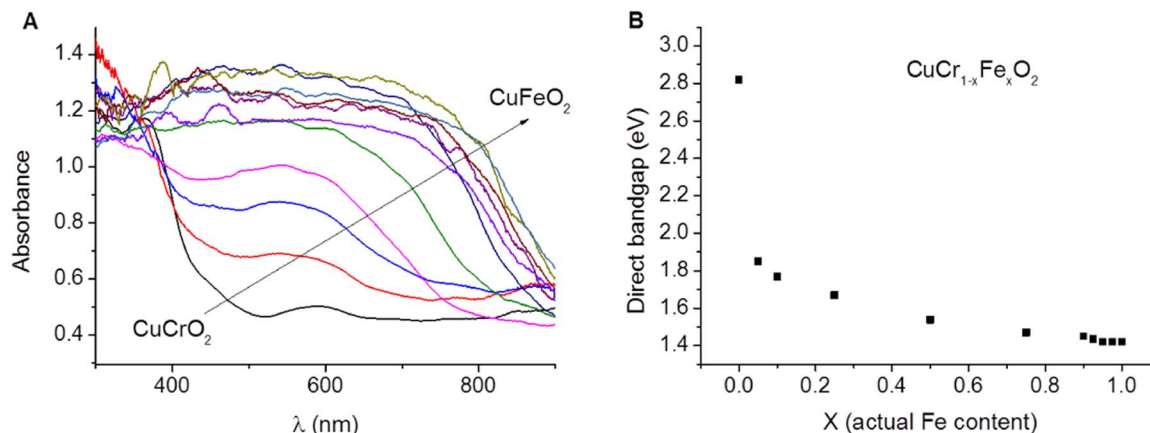 A
1.4
1.2
1.0
0.8
0.6
0.4
400
600
800
Absorbance
λ (nm)
CuFeO₂
CuCrO₂
B
3.0
2.8
2.6
2.4
2.2
2.0
1.8
1.6
1.4
0.0
0.2
0.4
0.6
0.8
1.0
Direct bandgap (eV)
X (actual Fe content)
CuCr₁₋ₓFeₓO₂